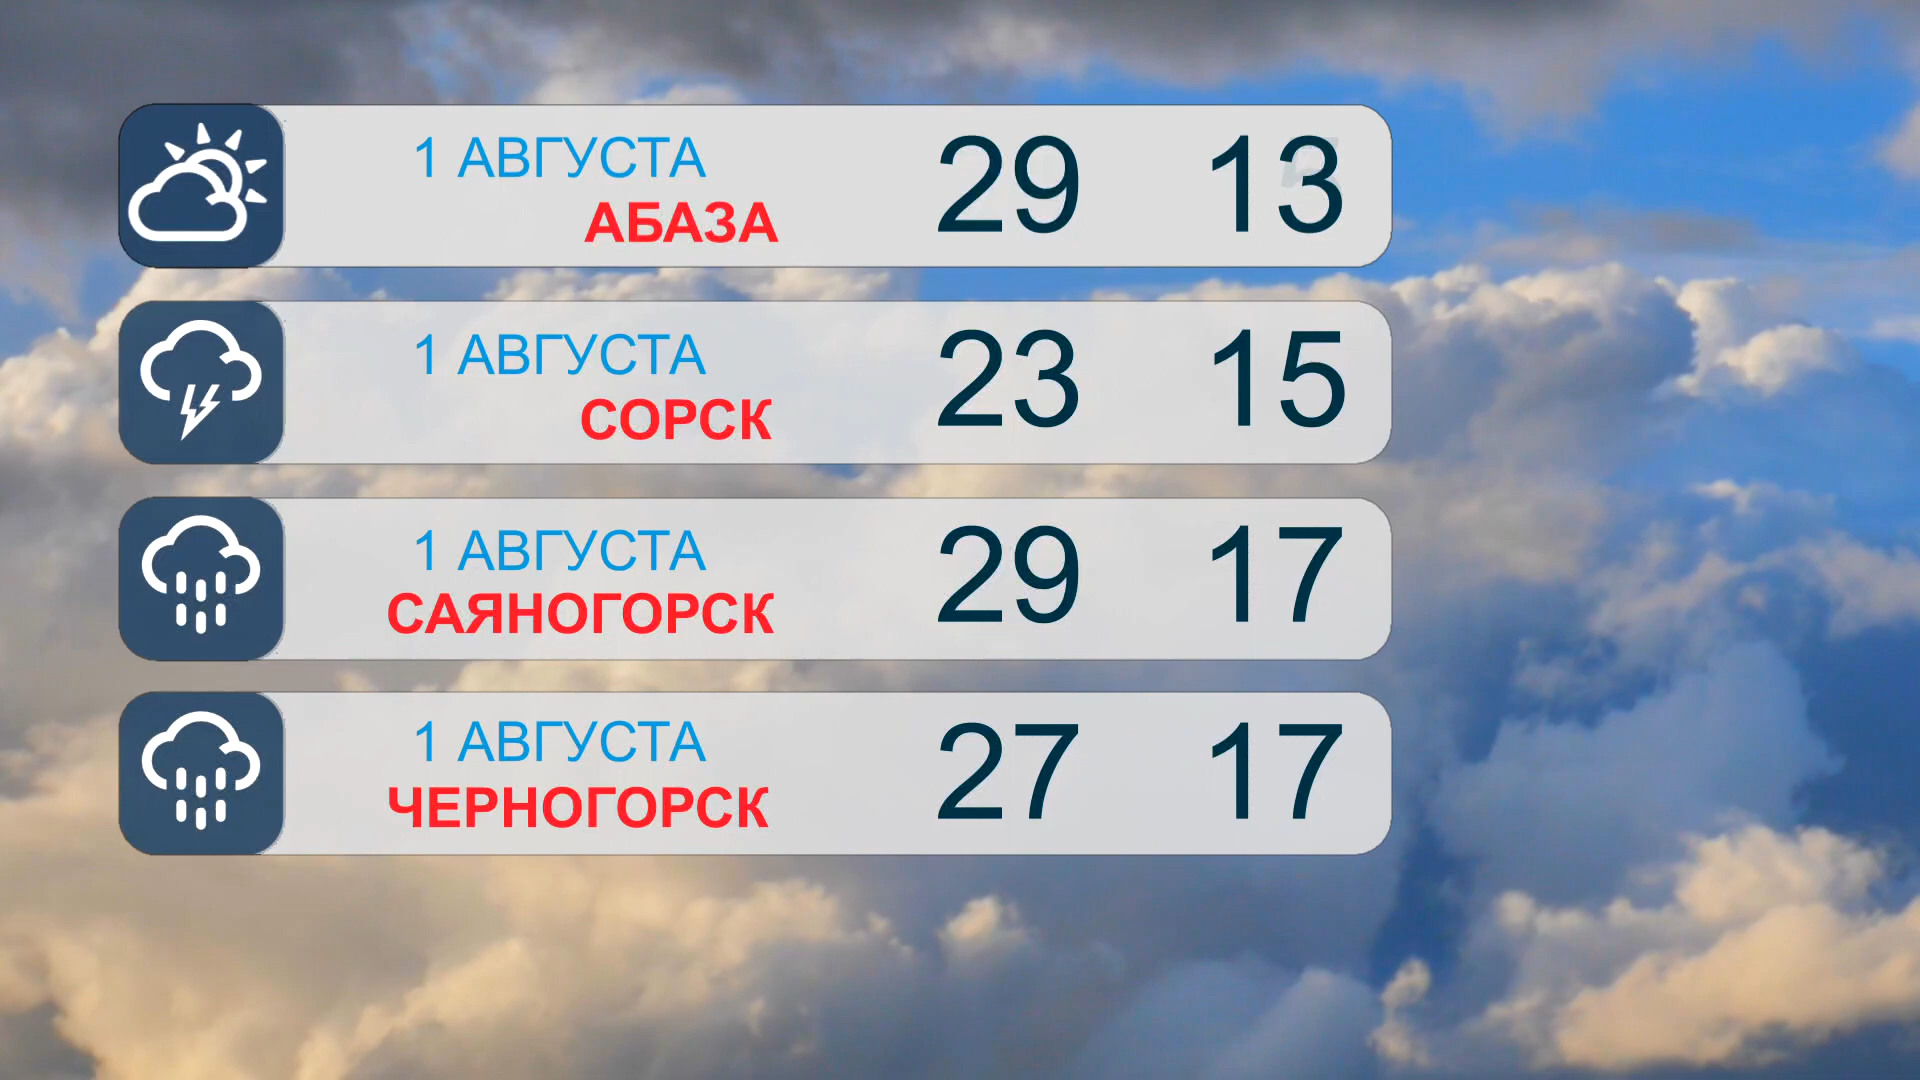 1 АВГУСТА
АБАЗА
29 13
1 АВГУСТА
СОРСК
23 15
1 АВГУСТА
САЯНОГОРСК
29 17
1 АВГУСТА
ЧЕРНОГОРСК
27 17